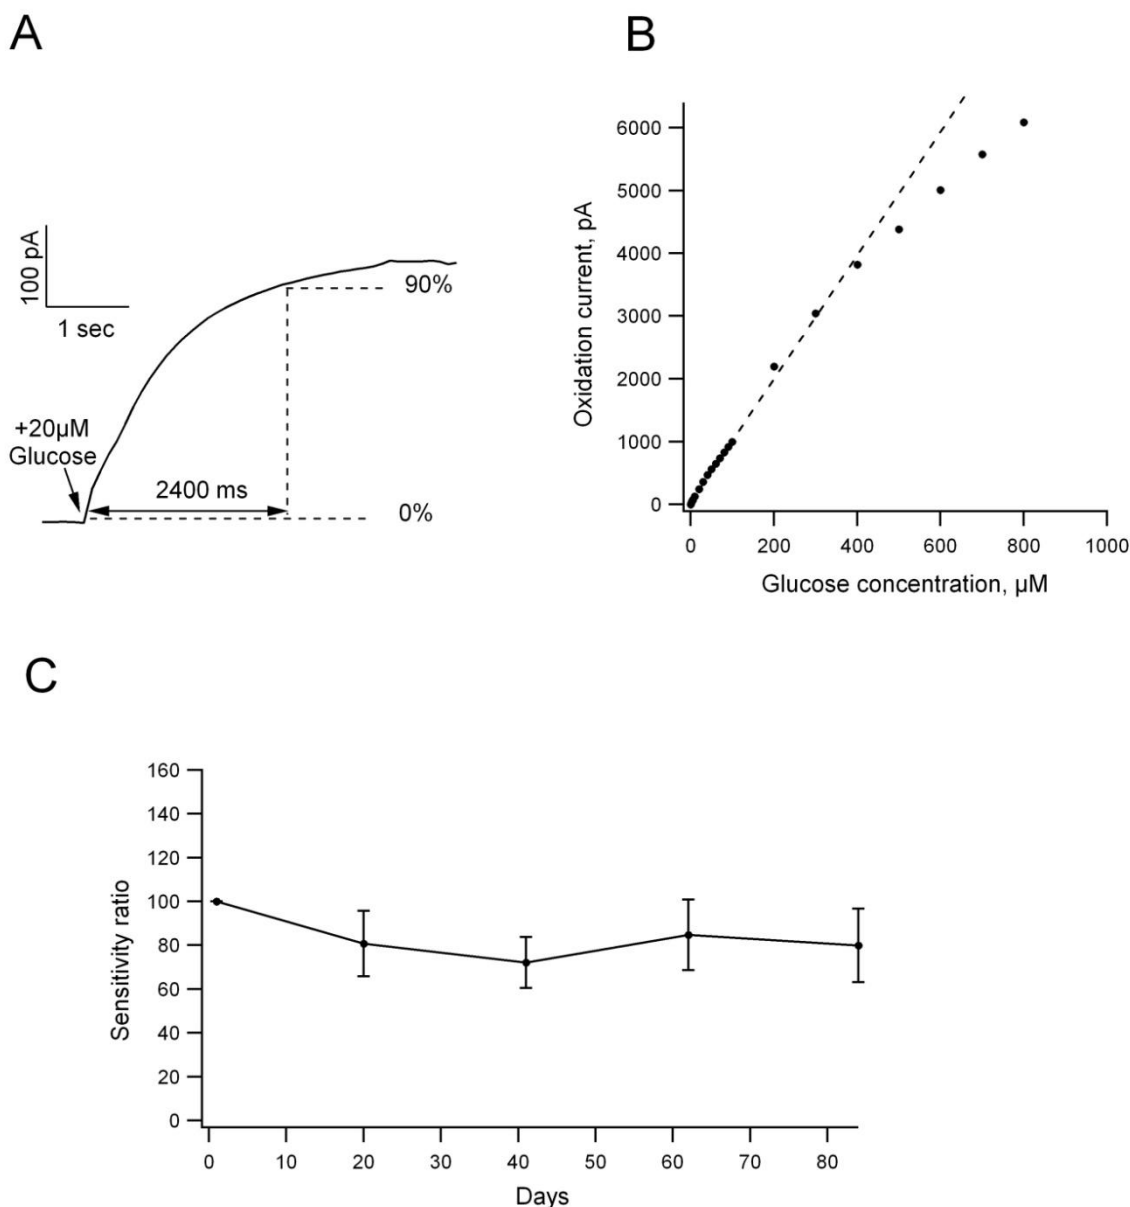 A
100 pA
1 sec
90%
+20µM
Glucose
2400 ms
0%
B
Oxidation current, pA
6000
5000
4000
3000
2000
1000
0
0 200 400 600 800 1000
Glucose concentration, µM
C
Sensitivity ratio
160
140
120
100
80
60
40
20
0
0 10 20 30 40 50 60 70 80
Days